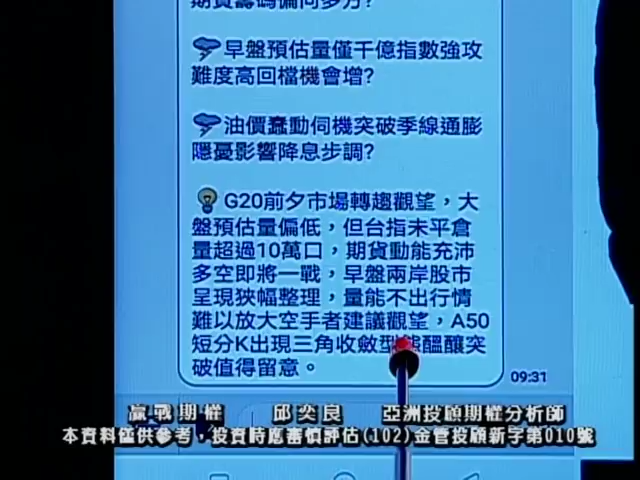 期貨籌碼偏向多方?
早盤預估量僅千億指數強攻
難度高回檔機會增?
油價蠢動伺機突破季線通膨
隱憂影響降息步調?
G20前夕市場轉趨觀望，大
盤預估量偏低，但台指未平倉
量超過10萬口，期貨動能充沛
多空即將一戰，早盤兩岸股市
呈現狹幅整理，量能不出行情
難以放大空手者建議觀望，A50
短分K出現三角收斂型態醞釀突
破值得留意。
09:31
贏戰期權 邱奕良 亞洲投顧期權分析師
本資料僅供參考，投資時應審慎評估(102)金管投顧新字第010號